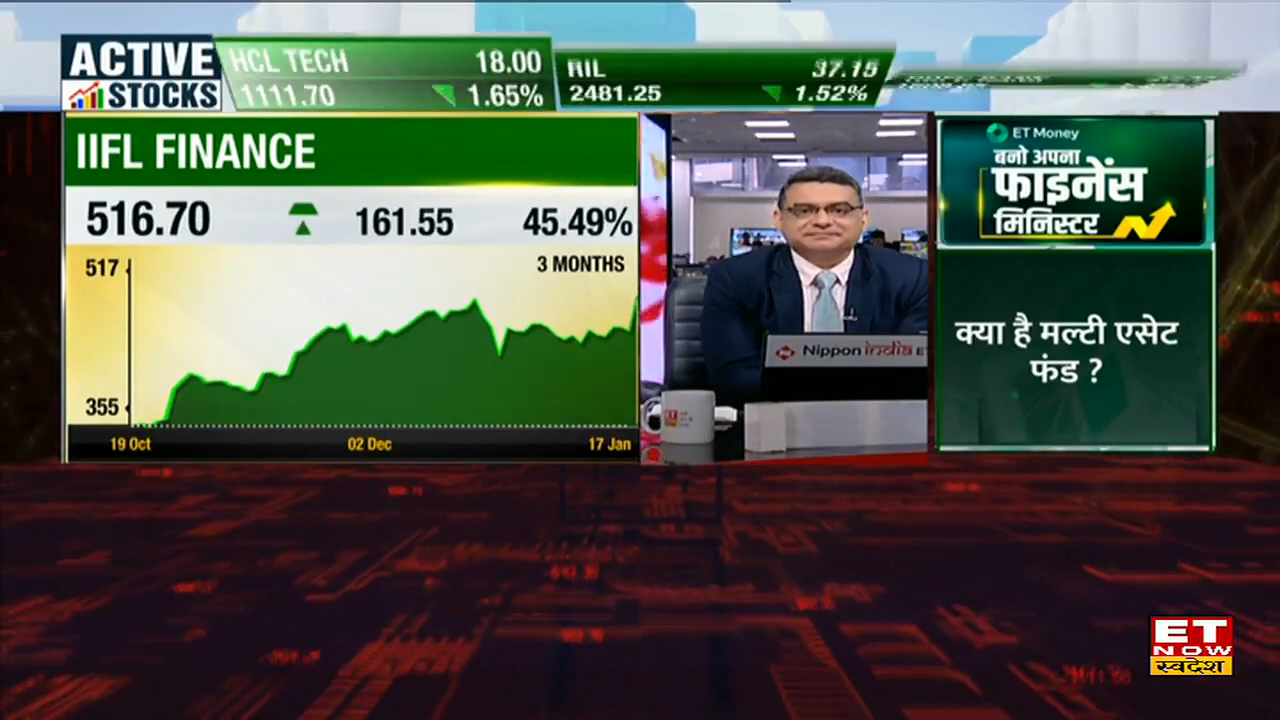 ACTIVE
STOCKS
HCL TECH 18.00
1111.70 1.65%
RIL 37.15
2481.25 1.52%
IIFL FINANCE
516.70 161.55 45.49%
3 MONTHS
517
355
19 Oct 02 Dec 17 Jan
Nippon india
ET
ET Money
बनो अपना
फाइनेंस
मिनिस्टर
क्या है मल्टी एसेट
फंड ?
ET
NOW
स्वदेश